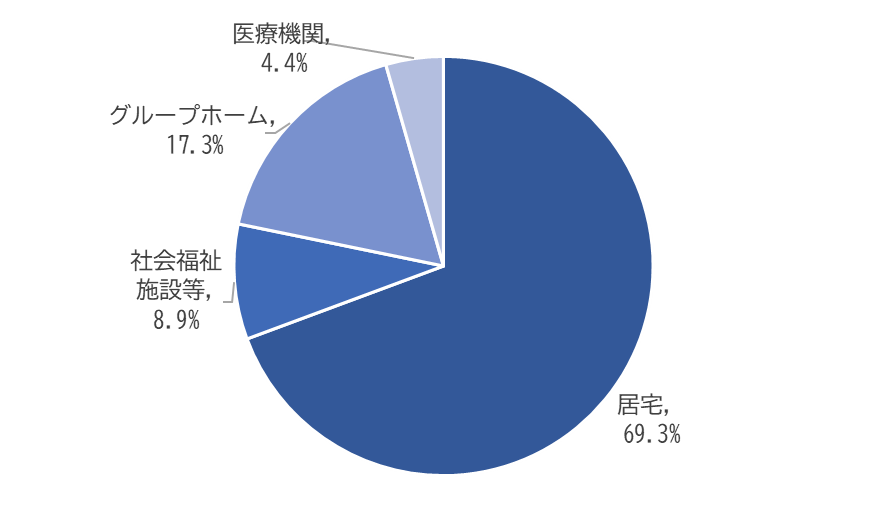 医療機関,
4.4%
グループホーム,
17.3%
社会福祉
施設等,
8.9%
居宅,
69.3%